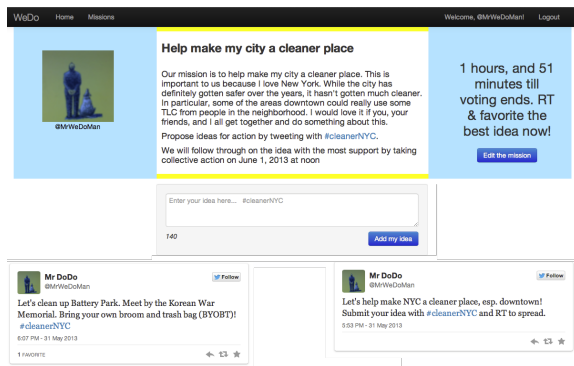 WeDo Home Missions Welcome, @MrWeDoMan! Logout
@MrWeDoMan
Help make my city a cleaner place
Our mission is to help make my city a cleaner place. This is
important to us because I love New York. While the city has
definitely gotten safer over the years, it hasn't gotten much cleaner.
In particular, some of the areas downtown could really use some
TLC from people in the neighborhood. I would love it if you, your
friends, and I all get together and do something about this.
Propose ideas for action by tweeting with #cleanerNYC.
We will follow through on the idea with the most support by taking
collective action on June 1, 2013 at noon
1 hours, and 51
minutes till
voting ends. RT
& favorite the
best idea now!
Edit the mission
Enter your idea here... #cleanerNYC
140
Add my idea
Mr DoDo
@MrWeDoMan
Follow
Let's clean up Battery Park. Meet by the Korean War
Memorial. Bring your own broom and trash bag (BYOBT)!
#cleanerNYC
6:07 PM - 31 May 2013
1 FAVORITE
Mr DoDo
@MrWeDoMan
Follow
Let's help make NYC a cleaner place, esp. downtown!
Submit your idea with #cleanerNYC and RT to spread.
5:53 PM - 31 May 2013